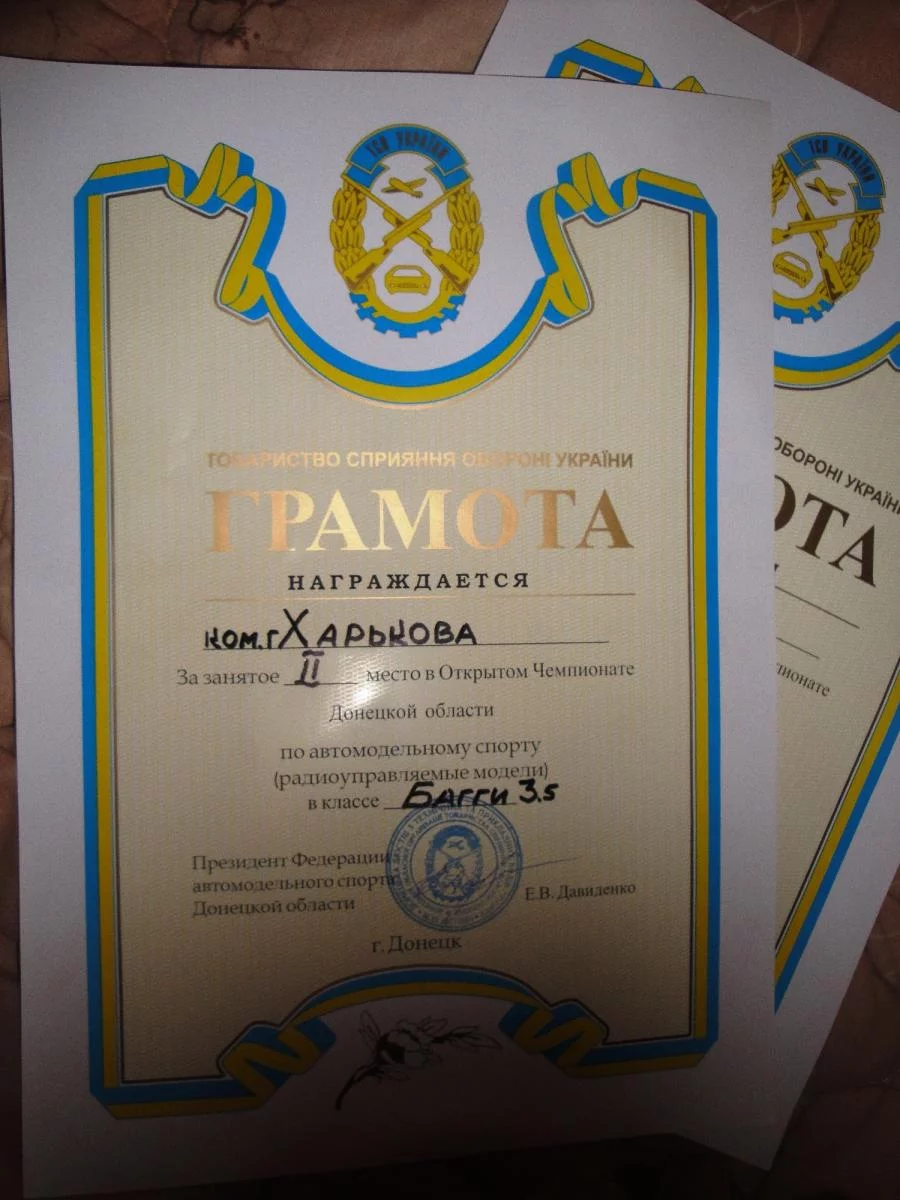 ТСО УКРАЇНИ
ТОВАРИСТВО СПРИЯННЯ ОБОРОНІ УКРАЇНИ
ГРАМОТА
НАГРАЖДАЕТСЯ
ком.г Харькова
За занятое II место в Открытом Чемпионате
Донецкой области
по автомодельному спорту
(радиоуправляемые модели)
в классе Багги 3.5
Президент Федерации
автомодельного спорта
Донецкой области
Е.В. Давиденко
г. Донецк
ТСО УКРАЇНИ
ОБОРОНІ УКРАЇНИ
ОТА
пионате